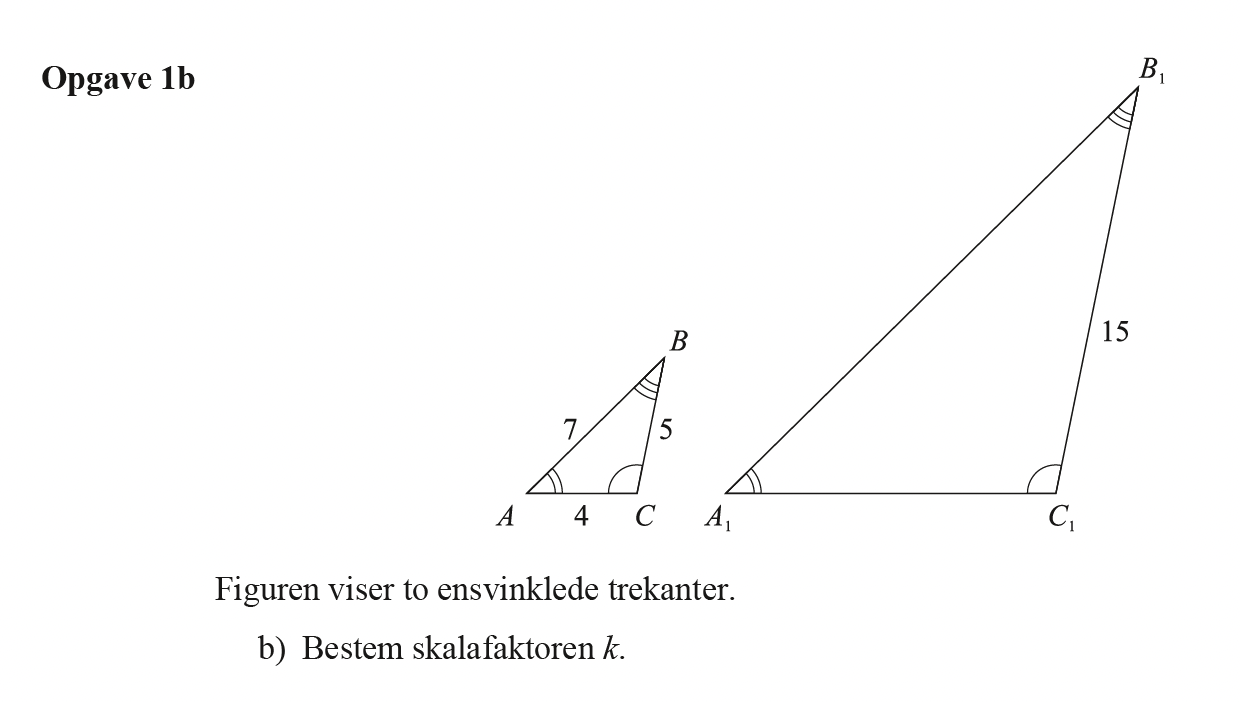 Opgave 1b
B₁
15
B
7
5
A
4
C
A₁
C₁
Figuren viser to ensvinklede trekanter.
b) Bestem skalafaktoren k.